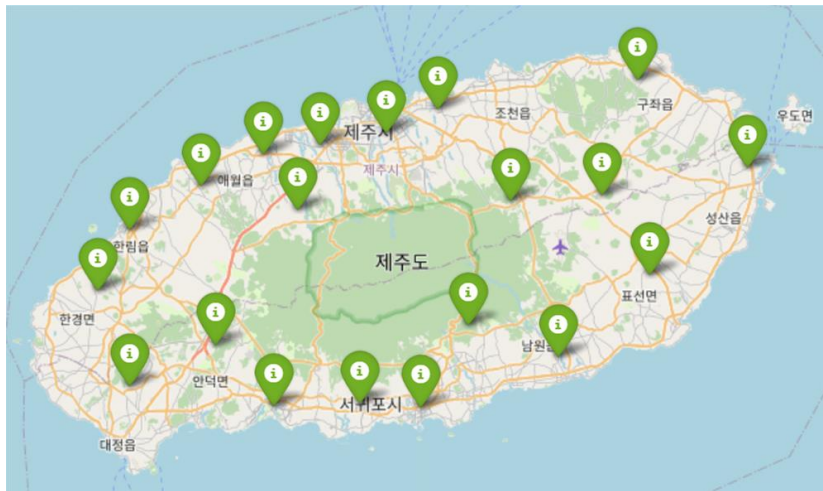 구좌읍
조천읍
우도면
제주시
제주시
애월읍
성산읍
한림읍
제주도
표선면
한경면
남원읍
안덕면
서귀포시
대정읍